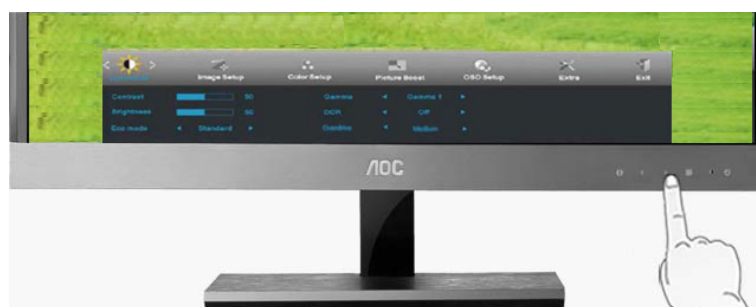 Image Setup Color Setup Picture Boost OSD Setup Extra Exit
Contrast 50 Gamma Gamma 1
Brightness 50 DCR Off
Eco mode Standard Overdrive Medium
AOC